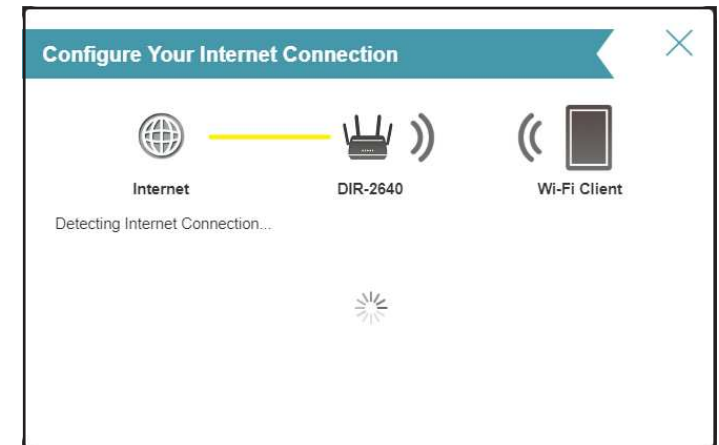 Configure Your Internet Connection
Internet
DIR-2640
Wi-Fi Client
Detecting Internet Connection...